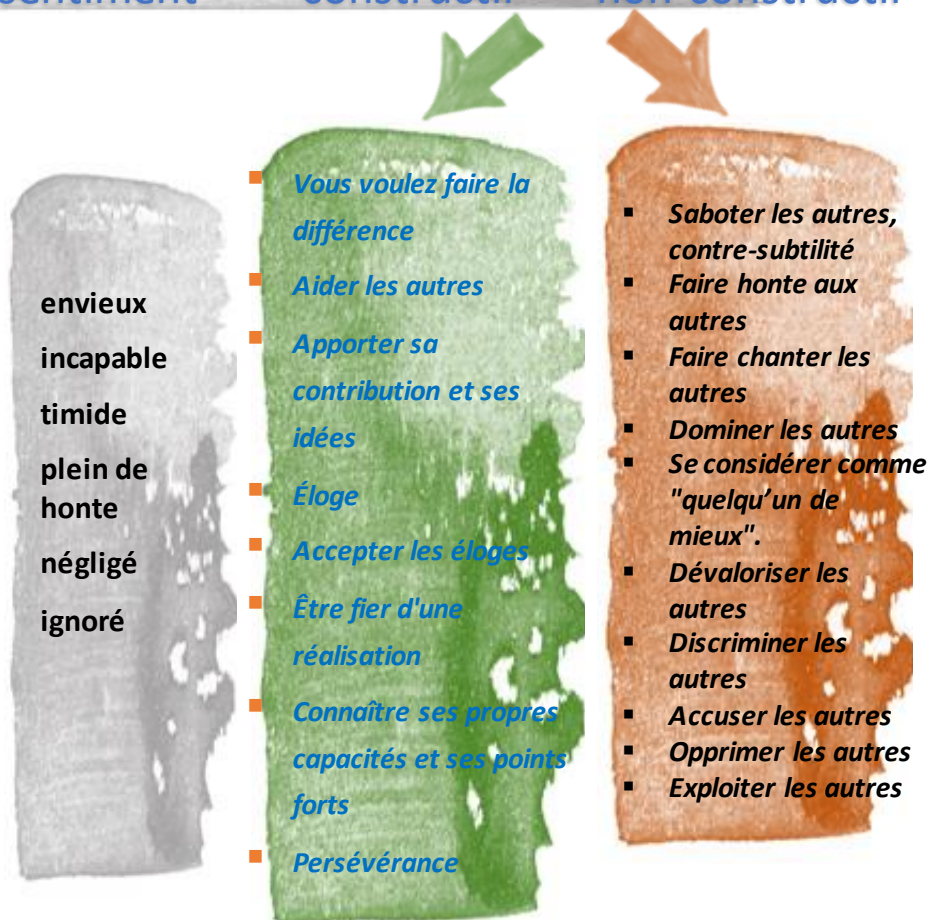 sentiment constructif non constructif
envieux
incapable
timide
plein de
honte
négligé
ignoré
▪ Vous voulez faire la
différence
▪ Aider les autres
▪ Apporter sa
contribution et ses
idées
▪ Éloge
▪ Accepter les éloges
▪ Être fier d'une
réalisation
▪ Connaître ses propres
capacités et ses points
forts
▪ Persévérance
▪ Saboter les autres,
contre-subtilité
▪ Faire honte aux
autres
▪ Faire chanter les
autres
▪ Dominer les autres
▪ Se considérer comme
"quelqu’un de
mieux".
▪ Dévaloriser les
autres
▪ Discriminer les
autres
▪ Accuser les autres
▪ Opprimer les autres
▪ Exploiter les autres